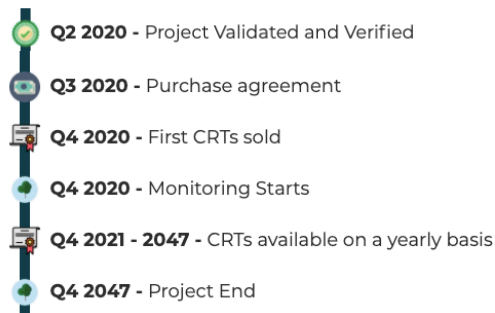 Q2 2020 - Project Validated and Verified
Q3 2020 - Purchase agreement
Q4 2020 - First CRTs sold
Q4 2020 - Monitoring Starts
Q4 2021 - 2047 - CRTs available on a yearly basis
Q4 2047 - Project End